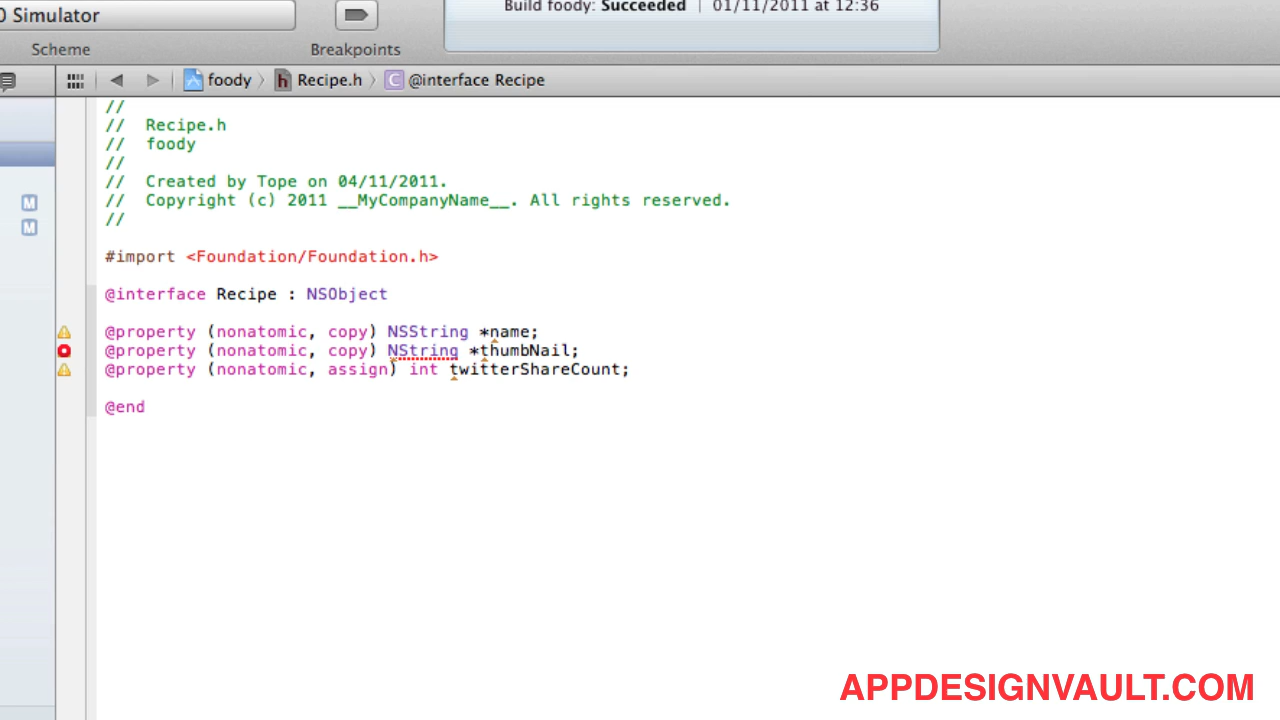 0 Simulator
Build foody: Succeeded | 01/11/2011 at 12:36
Scheme
Breakpoints
foody
h Recipe.h
C @interface Recipe
//
// Recipe.h
// foody
//
// Created by Tope on 04/11/2011.
// Copyright (c) 2011 __MyCompanyName__. All rights reserved.
//
M
M
#import <Foundation/Foundation.h>
@interface Recipe : NSObject
@property (nonatomic, copy) NSString *name;
@property (nonatomic, copy) NString *thumbNail;
@property (nonatomic, assign) int twitterShareCount;
@end
APPDESIGNVAULT.COM